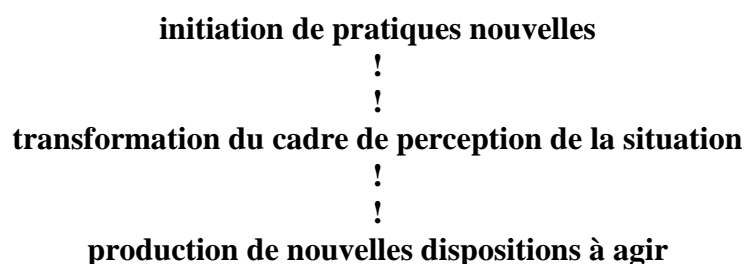 initiation de pratiques nouvelles
!
!
transformation du cadre de perception de la situation
!
!
production de nouvelles dispositions à agir